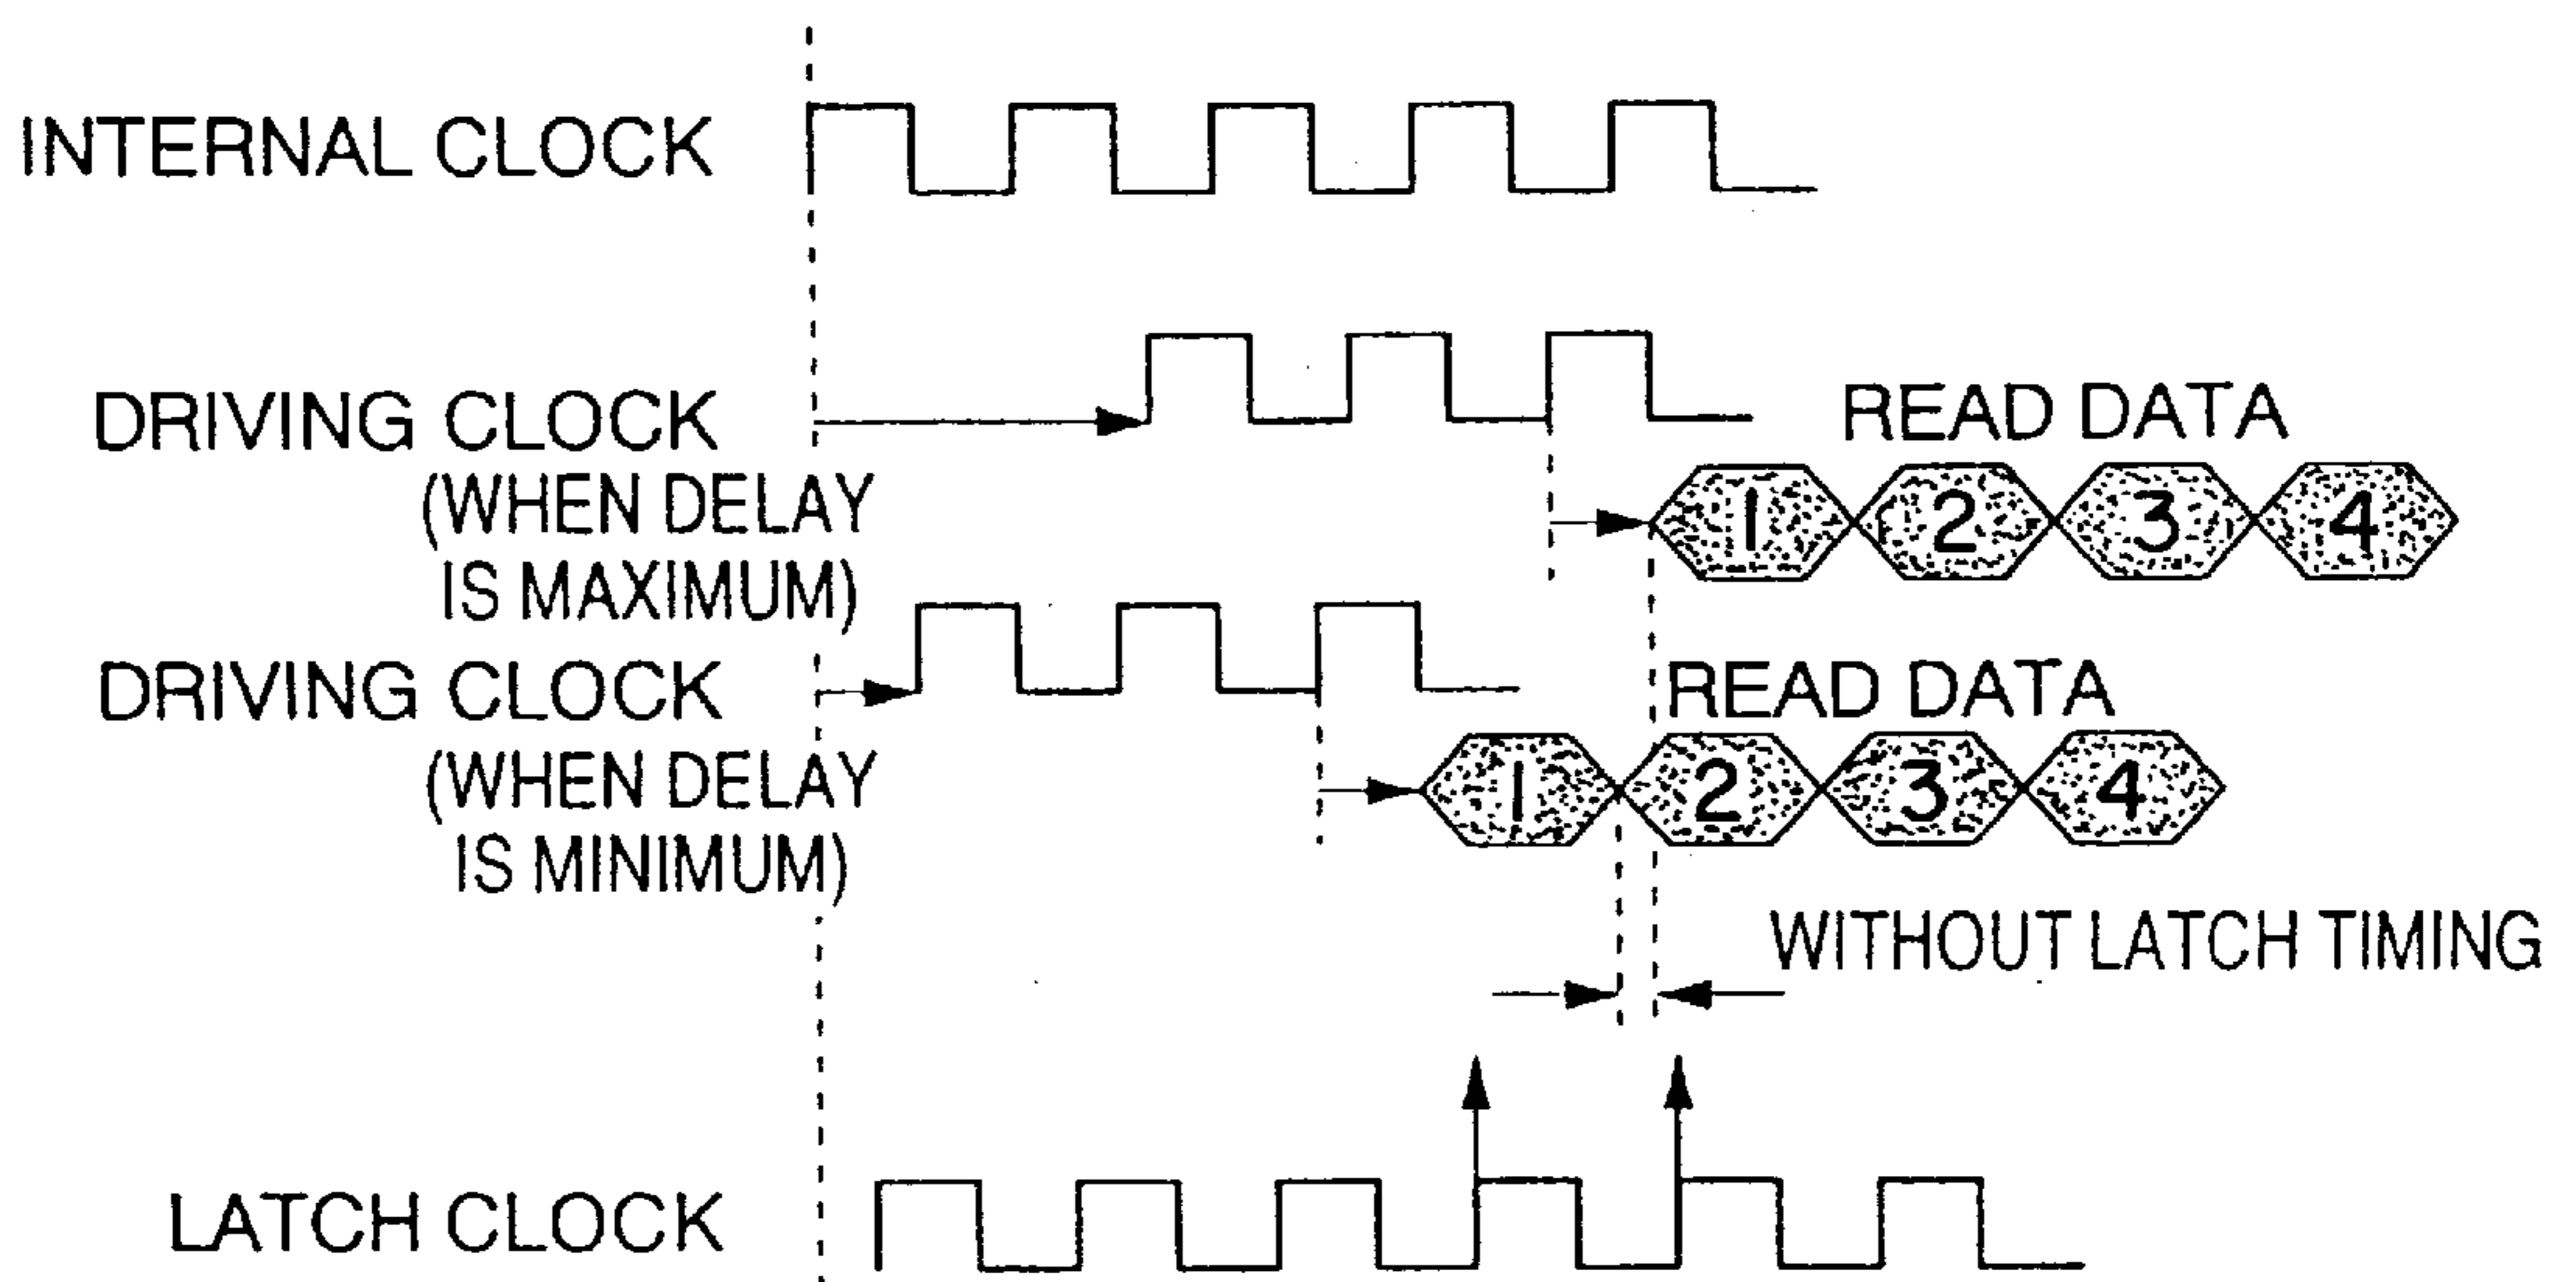 INTERNAL CLOCK
DRIVING CLOCK
(WHEN DELAY
IS MAXIMUM)
READ DATA
1 2 3 4
DRIVING CLOCK
(WHEN DELAY
IS MINIMUM)
READ DATA
1 2 3 4
WITHOUT LATCH TIMING
LATCH CLOCK